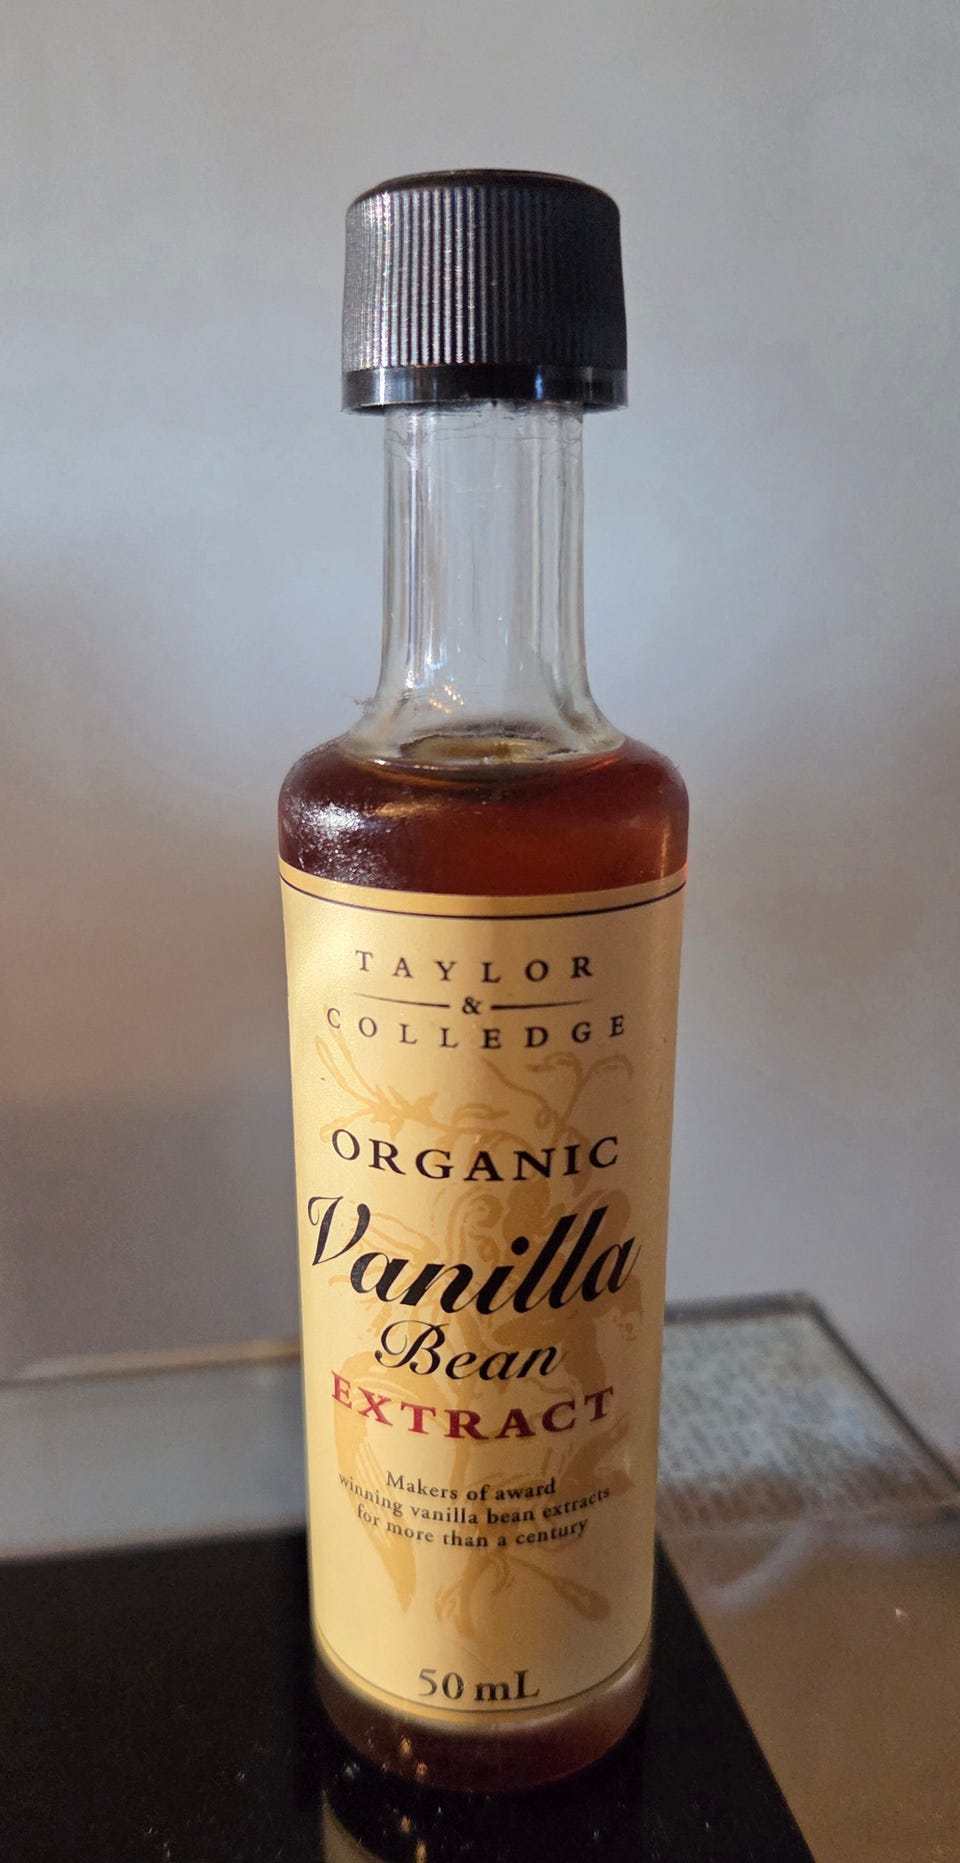 TAYLOR
&
COLLEDGE
ORGANIC
Vanilla
Bean
EXTRACT
Makers of award
winning vanilla bean extracts
for more than a century
50 mL